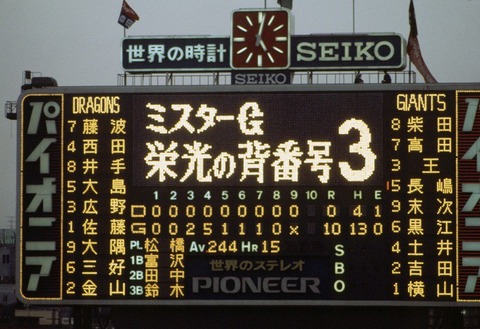 世界の時計
SEIKO
SEIKO
パイオニア
DRAGONS
7 藤波
4 西田
8 井手
5 大島
3 広野
1 佐藤
9 大隅
6 三好
2 金山
ミスターG
栄光の背番号3
1 2 3 4 5 6 7 8 9 10 R H E
D 0 0 0 0 0 0 0 0 0 0 4 1
G 0 0 2 5 1 1 1 0 × 10 13 0
PL 松橋 AV 244 HR 15
1B 富沢
2B 田中
3B 鈴木
世界のステレオ
PIONEER
S
B
O
GIANTS
8 柴田
7 高田
3 王
5 長嶋
9 末次
6 黒江
4 上田
2 吉田
1 横山
パイオニア